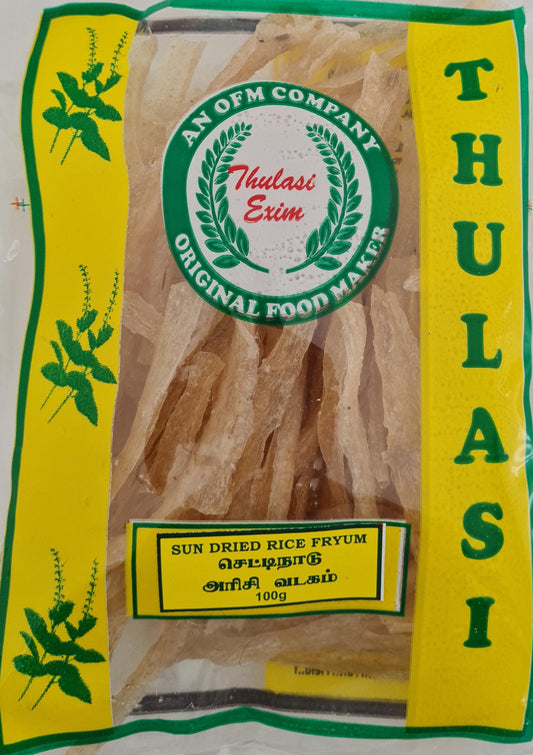 AN OFM COMPANY
Thulasi
Exim
ORIGINAL FOOD MAKER
THULASI
SUN DRIED RICE FRYUM
செட்டிநாடு
அரிசி வடகம்
100g